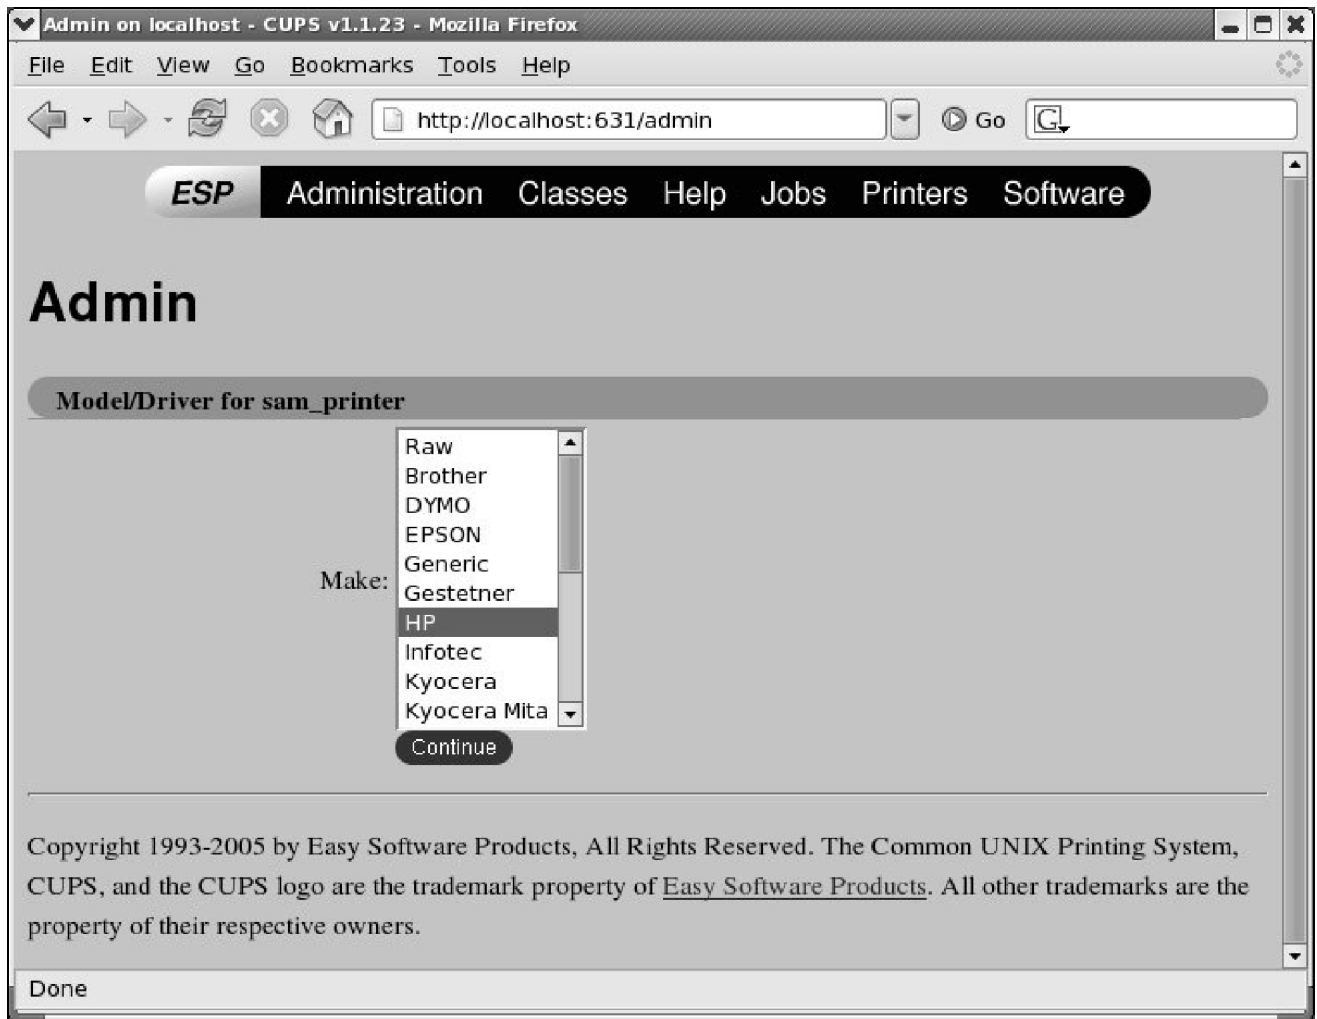 Admin on localhost - CUPS v1.1.23 - Mozilla Firefox
File Edit View Go Bookmarks Tools Help
http://localhost:631/admin Go G
ESP Administration Classes Help Jobs Printers Software
Admin
Model/Driver for sam_printer
Raw
Brother
DYMO
EPSON
Generic
Gestetner
Make:
HP
Infotec
Kyocera
Kyocera Mita
Continue
Copyright 1993-2005 by Easy Software Products, All Rights Reserved. The Common UNIX Printing System,
CUPS, and the CUPS logo are the trademark property of Easy Software Products. All other trademarks are the
property of their respective owners.
Done